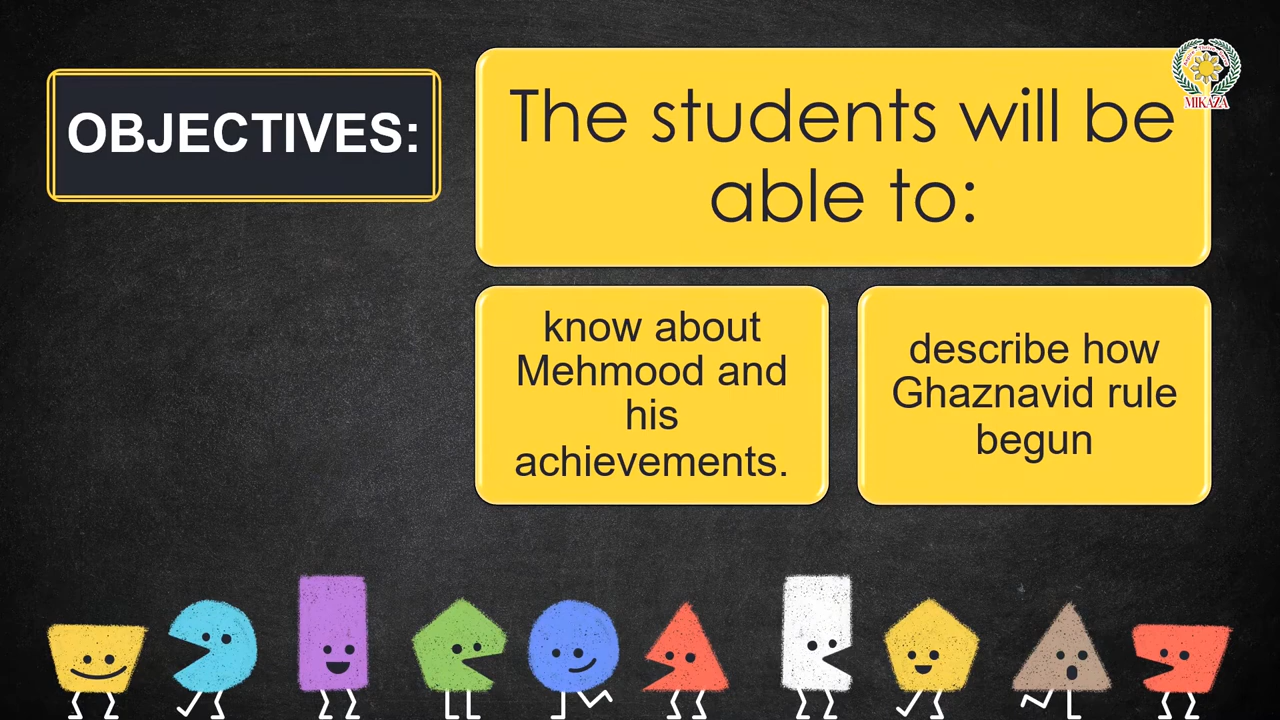 OBJECTIVES:
The students will be
able to:
MIKAZA
know about
Mehmood and
his
achievements.
describe how
Ghaznavid rule
begun